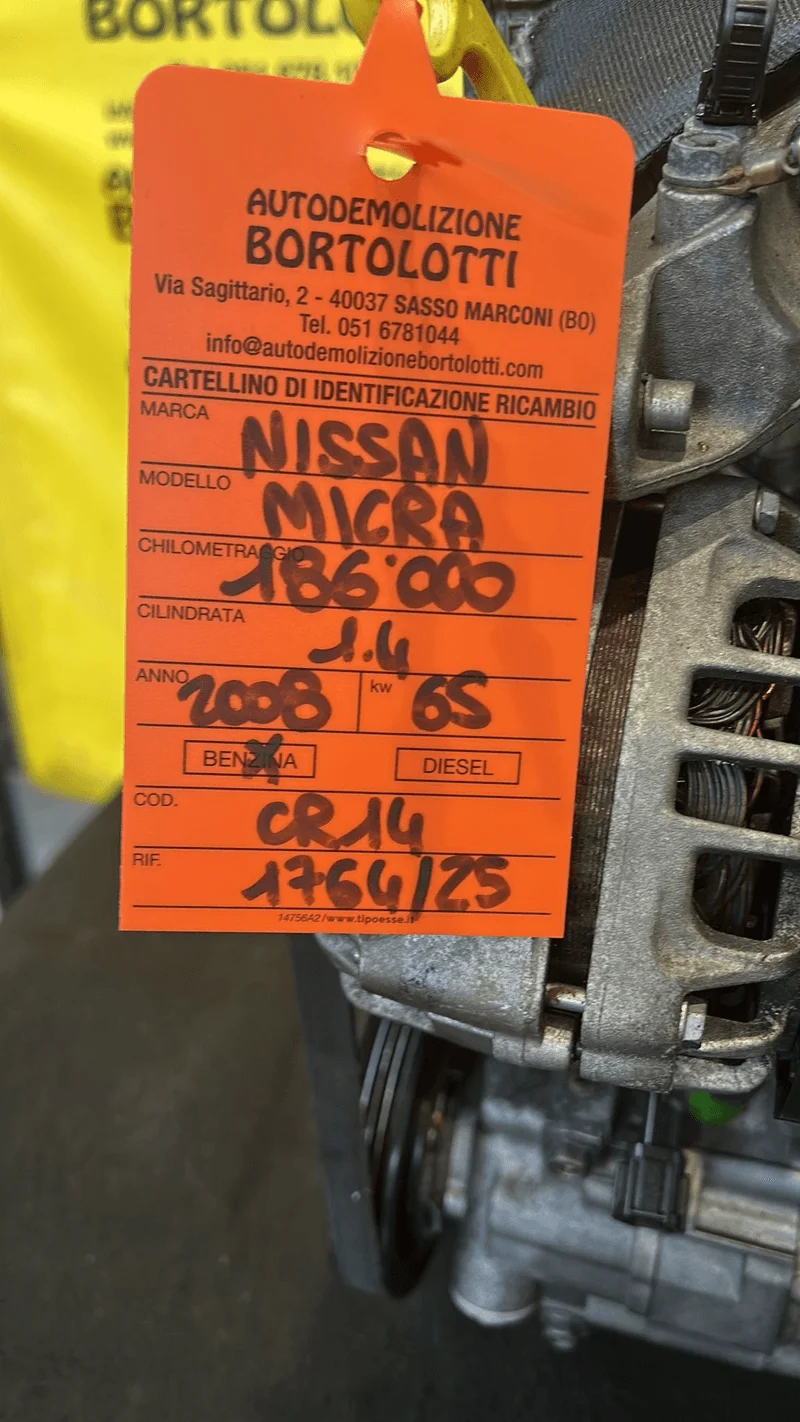 BORTOL
AUTODEMOLIZIONE
BORTOLOTTI
Via Sagittario, 2 - 40037 SASSO MARCONI (BO)
Tel. 051 6781044
info@autodemolizionebortolotti.com
CARTELLINO DI IDENTIFICAZIONE RICAMBIO
MARCA NISSAN
MODELLO MICRA
CHILOMETRAGGIO 186'000
CILINDRATA 1.4
ANNO 2008 kw 65
BENZINA X DIESEL
COD. CR14
RIF. 1764/25
14756A2/www.tipoesse.it